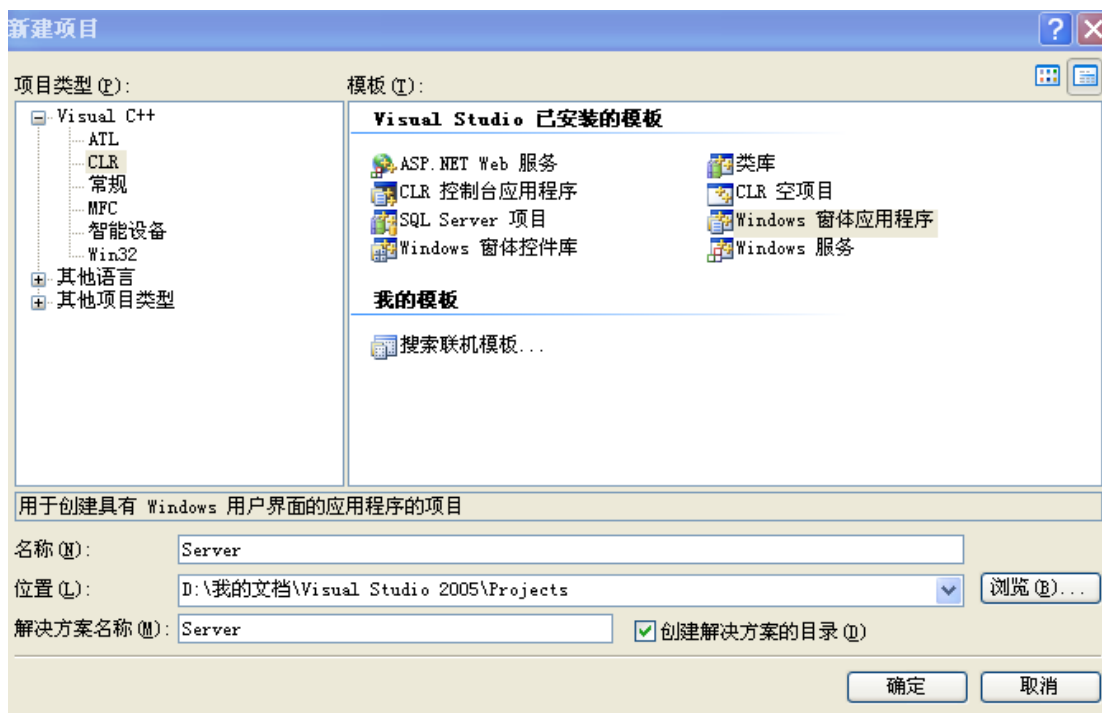 新建项目
项目类型(P):
模板(T):
Visual C++
ATL
CLR
常规
MFC
智能设备
Win32
其他语言
其他项目类型
Visual Studio 已安装的模板
ASP.NET Web 服务
类库
CLR 控制台应用程序
CLR 空项目
SQL Server 项目
Windows 窗体应用程序
Windows 窗体控件库
Windows 服务
我的模板
搜索联机模板...
用于创建具有 Windows 用户界面的应用程序的项目
名称(N):
Server
位置(L):
D:\我的文档\Visual Studio 2005\Projects
浏览(B)...
解决方案名称(M):
Server
创建解决方案的目录(D)
确定
取消